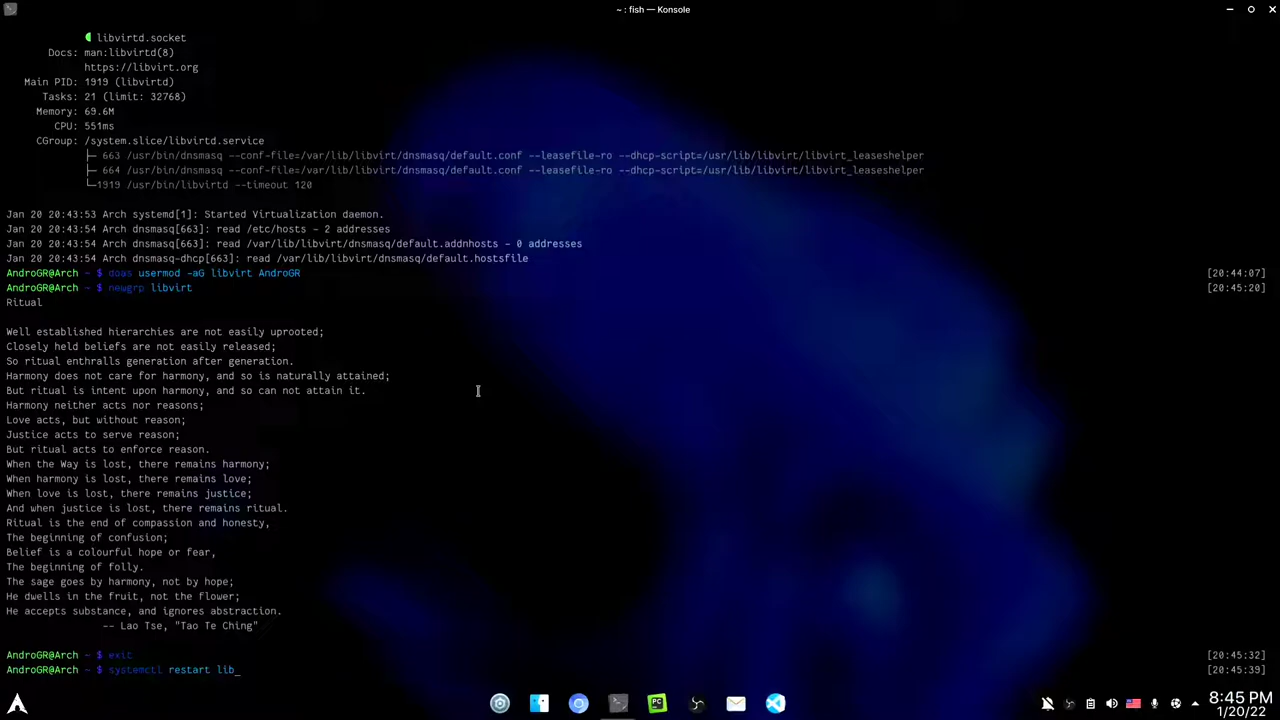 ~ : fish — Konsole
libvirtd.socket
Docs: man:libvirtd(8)
https://libvirt.org
Main PID: 1919 (libvirtd)
Tasks: 21 (limit: 32768)
Memory: 69.6M
CPU: 551ms
CGroup: /system.slice/libvirtd.service
├─ 663 /usr/bin/dnsmasq --conf-file=/var/lib/libvirt/dnsmasq/default.conf --leasefile-ro --dhcp-script=/usr/lib/libvirt/libvirt_leaseshelper
├─ 664 /usr/bin/dnsmasq --conf-file=/var/lib/libvirt/dnsmasq/default.conf --leasefile-ro --dhcp-script=/usr/lib/libvirt/libvirt_leaseshelper
└─1919 /usr/bin/libvirtd --timeout 120
Jan 20 20:43:53 Arch systemd[1]: Started Virtualization daemon.
Jan 20 20:43:54 Arch dnsmasq[663]: read /etc/hosts - 2 addresses
Jan 20 20:43:54 Arch dnsmasq[663]: read /var/lib/libvirt/dnsmasq/default.addnhosts - 0 addresses
Jan 20 20:43:54 Arch dnsmasq-dhcp[663]: read /var/lib/libvirt/dnsmasq/default.hostsfile
AndroGR@Arch ~ $ doas usermod -aG libvirt AndroGR [20:44:07]
AndroGR@Arch ~ $ newgrp libvirt [20:45:20]
Ritual
Well established hierarchies are not easily uprooted;
Closely held beliefs are not easily released;
So ritual enthralls generation after generation.
Harmony does not care for harmony, and so is naturally attained;
But ritual is intent upon harmony, and so can not attain it.
Harmony neither acts nor reasons;
Love acts, but without reason;
Justice acts to serve reason;
But ritual acts to enforce reason.
When the Way is lost, there remains harmony;
When harmony is lost, there remains love;
When love is lost, there remains justice;
And when justice is lost, there remains ritual.
Ritual is the end of compassion and honesty,
The beginning of confusion;
Belief is a colourful hope or fear,
The beginning of folly.
The sage goes by harmony, not by hope;
He dwells in the fruit, not the flower;
He accepts substance, and ignores abstraction.
-- Lao Tse, "Tao Te Ching"
AndroGR@Arch ~ $ exit [20:45:32]
AndroGR@Arch ~ $ systemctl restart lib_ [20:45:39]
PC
8:45 PM
1/20/22